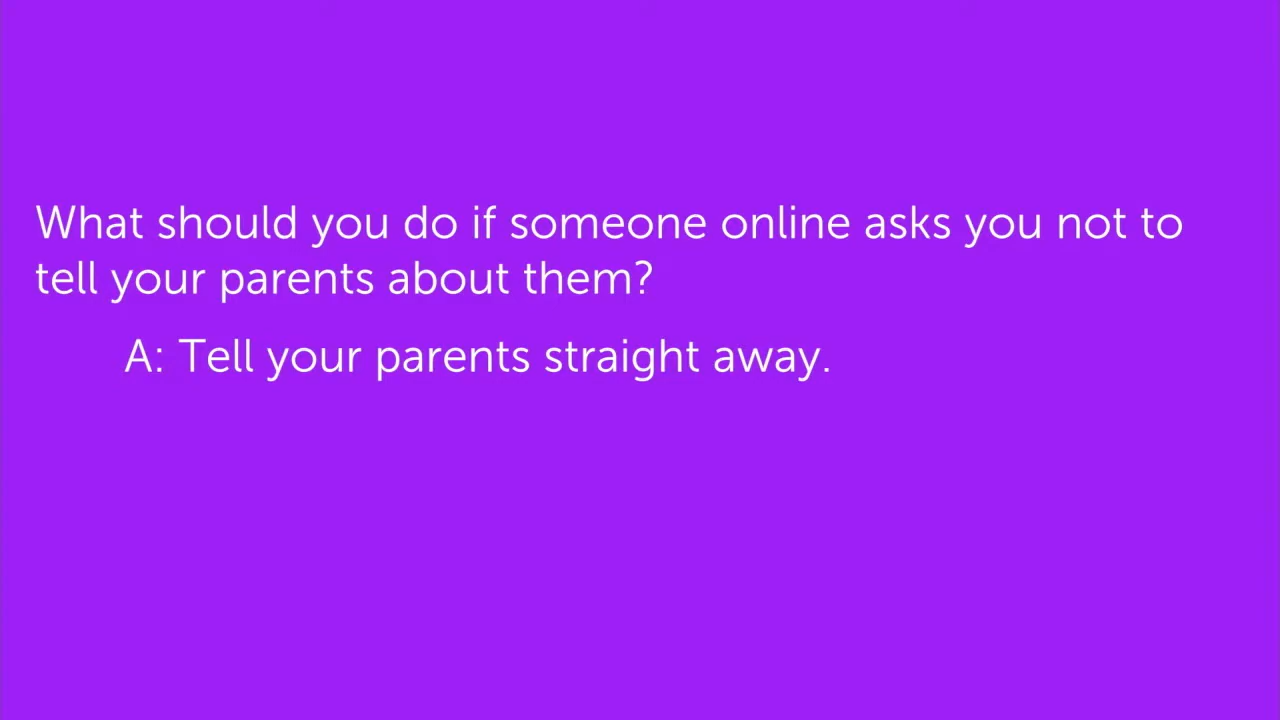 What should you do if someone online asks you not to
tell your parents about them?
A: Tell your parents straight away.